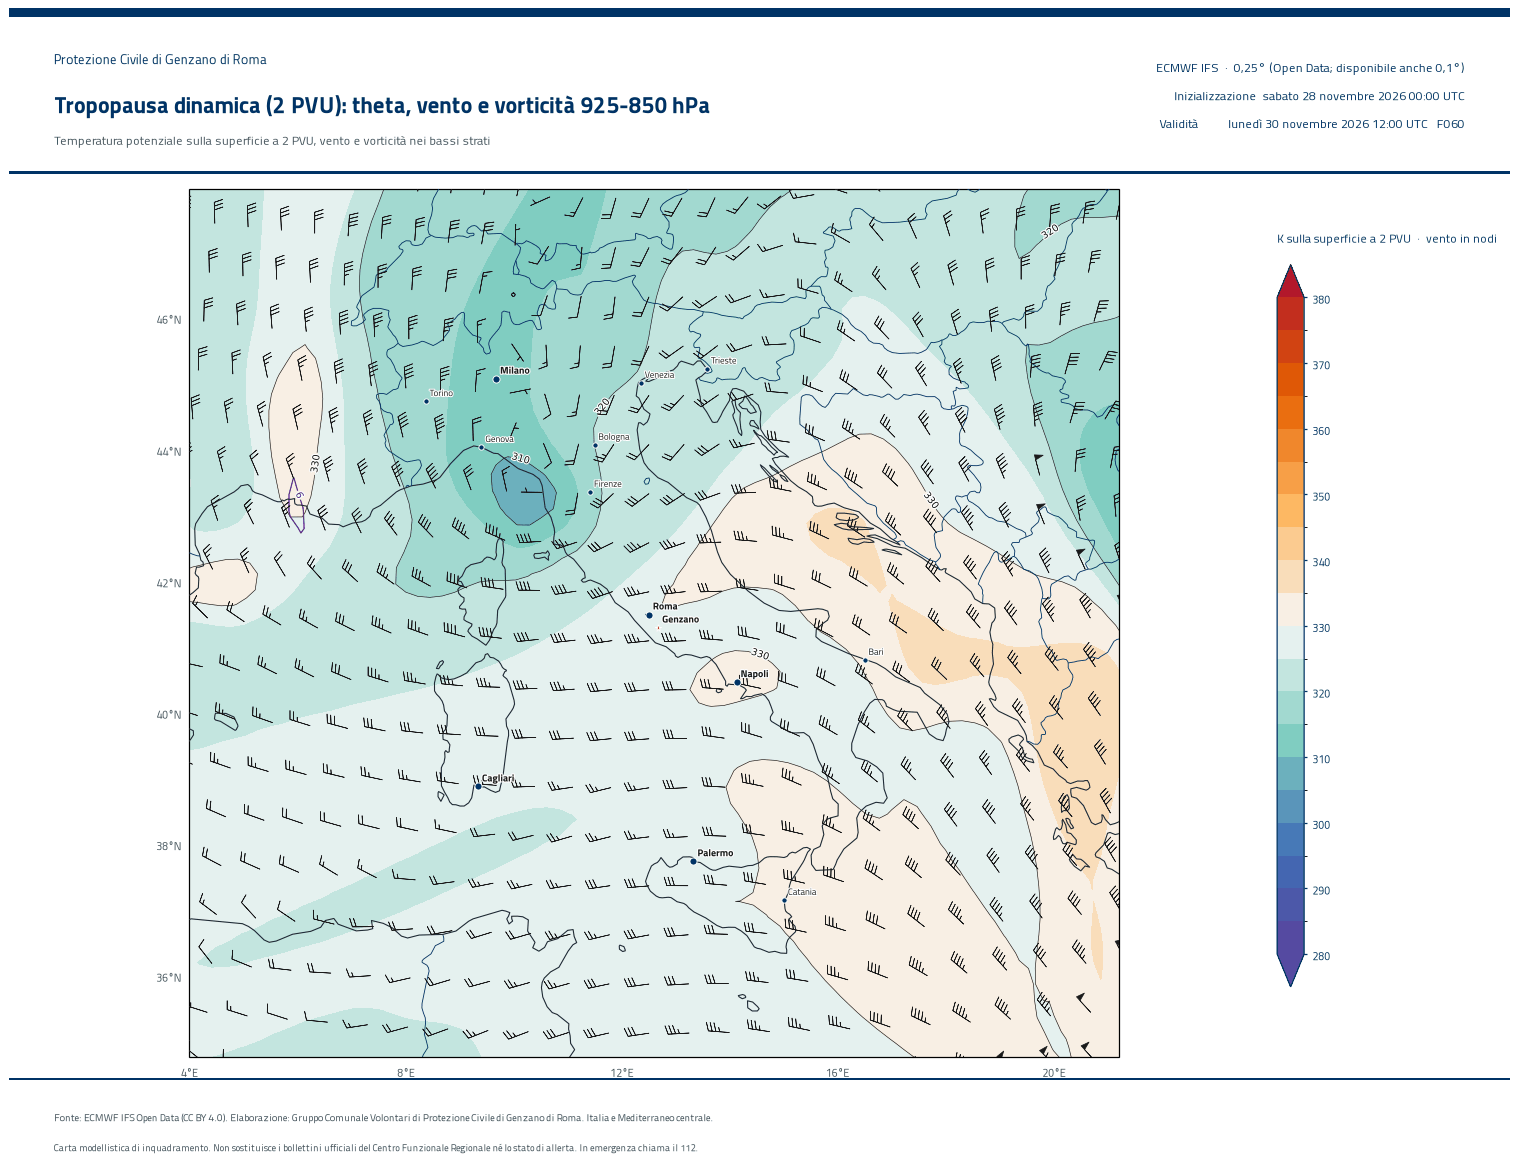 Protezione Civile di Genzano di Roma
Tropopausa dinamica (2 PVU): theta, vento e vorticità 925-850 hPa
Temperatura potenziale sulla superficie a 2 PVU, vento e vorticità nei bassi strati
ECMWF IFS · 0,25° (Open Data; disponibile anche 0,1°)
Inizializzazione sabato 28 novembre 2026 00:00 UTC
Validità lunedì 30 novembre 2026 12:00 UTC F060
K sulla superficie a 2 PVU · vento in nodi
380
370
360
350
340
330
320
310
300
290
280
46°N
44°N
42°N
40°N
38°N
36°N
4°E
8°E
12°E
16°E
20°E
320
Trieste
Milano
Venezia
Torino
320
Bologna
Genova
310
330
Firenze
6
330
Roma
Genzano
330
Bari
Napoli
Cagliari
Palermo
Catania
Fonte: ECMWF IFS Open Data (CC BY 4.0). Elaborazione: Gruppo Comunale Volontari di Protezione Civile di Genzano di Roma. Italia e Mediterraneo centrale.
Carta modellistica di inquadramento. Non sostituisce i bollettini ufficiali del Centro Funzionale Regionale né lo stato di allerta. In emergenza chiama il 112.